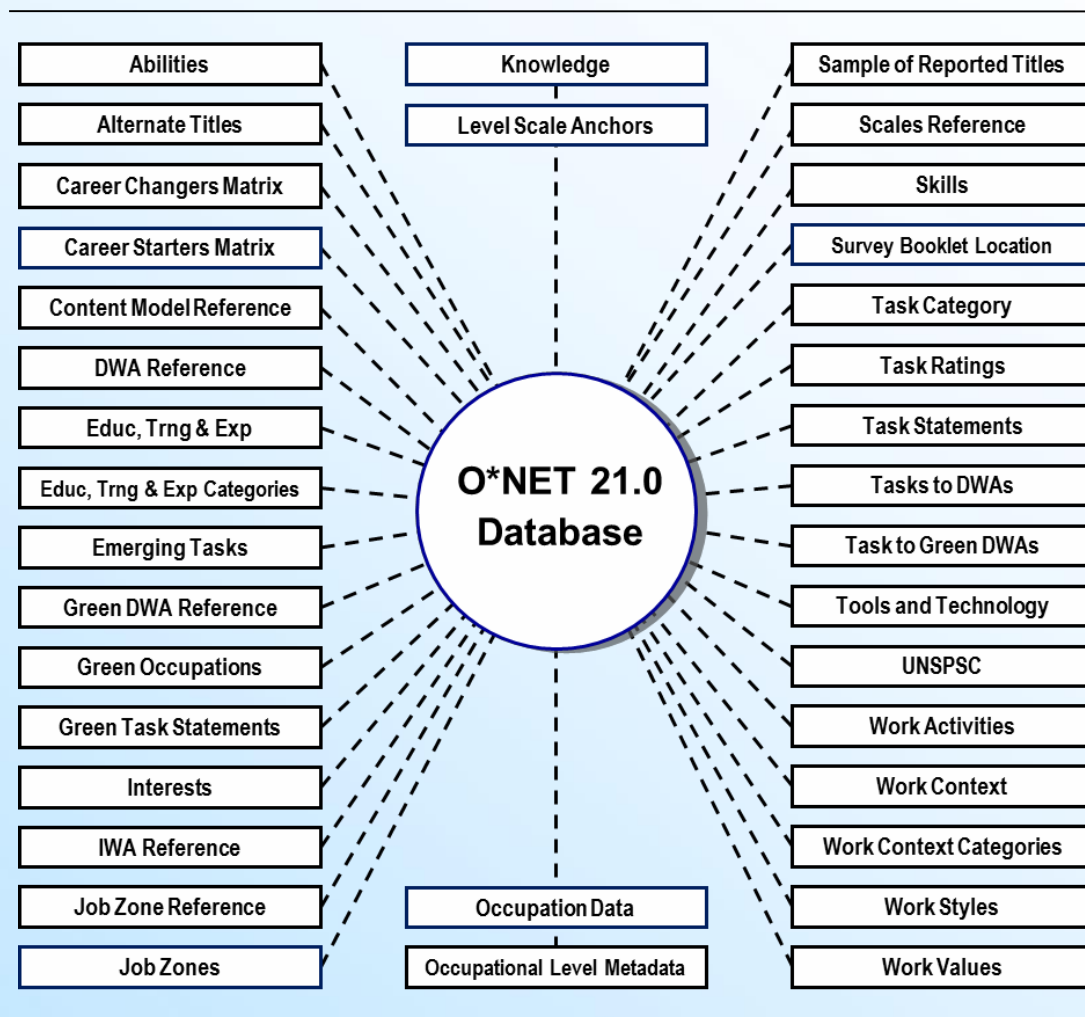 Abilities
Alternate Titles
Career Changers Matrix
Career Starters Matrix
Content Model Reference
DWA Reference
Educ, Trng & Exp
Educ, Trng & Exp Categories
Emerging Tasks
Green DWA Reference
Green Occupations
Green Task Statements
Interests
IWA Reference
Job Zone Reference
Job Zones
Knowledge
Level Scale Anchors
O*NET 21.0
Database
Occupation Data
Occupational Level Metadata
Sample of Reported Titles
Scales Reference
Skills
Survey Booklet Location
Task Category
Task Ratings
Task Statements
Tasks to DWAs
Task to Green DWAs
Tools and Technology
UNSPSC
Work Activities
Work Context
Work Context Categories
Work Styles
Work Values